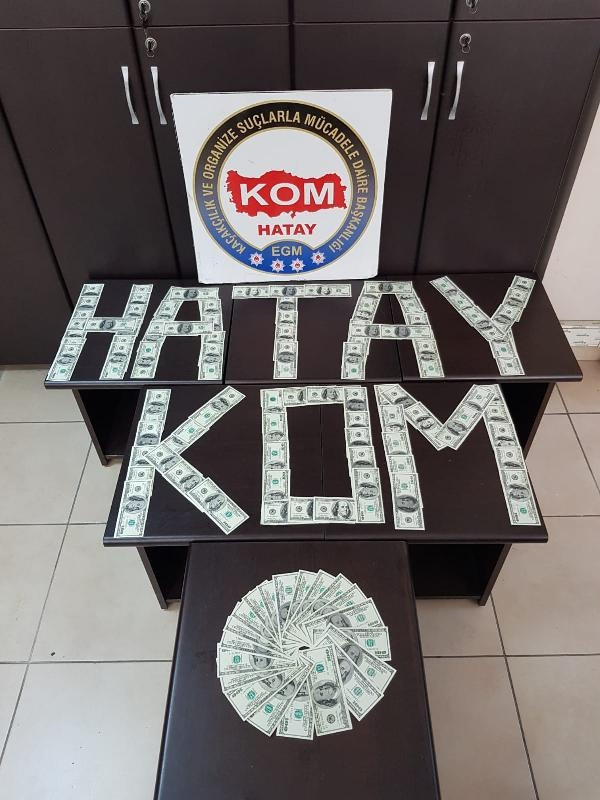 KAÇAKÇILIK VE ORGANİZE SUÇLARLA MÜCADELE DAİRE BAŞKANLIĞI
KOM
HATAY
EGM
HATAY
KOM